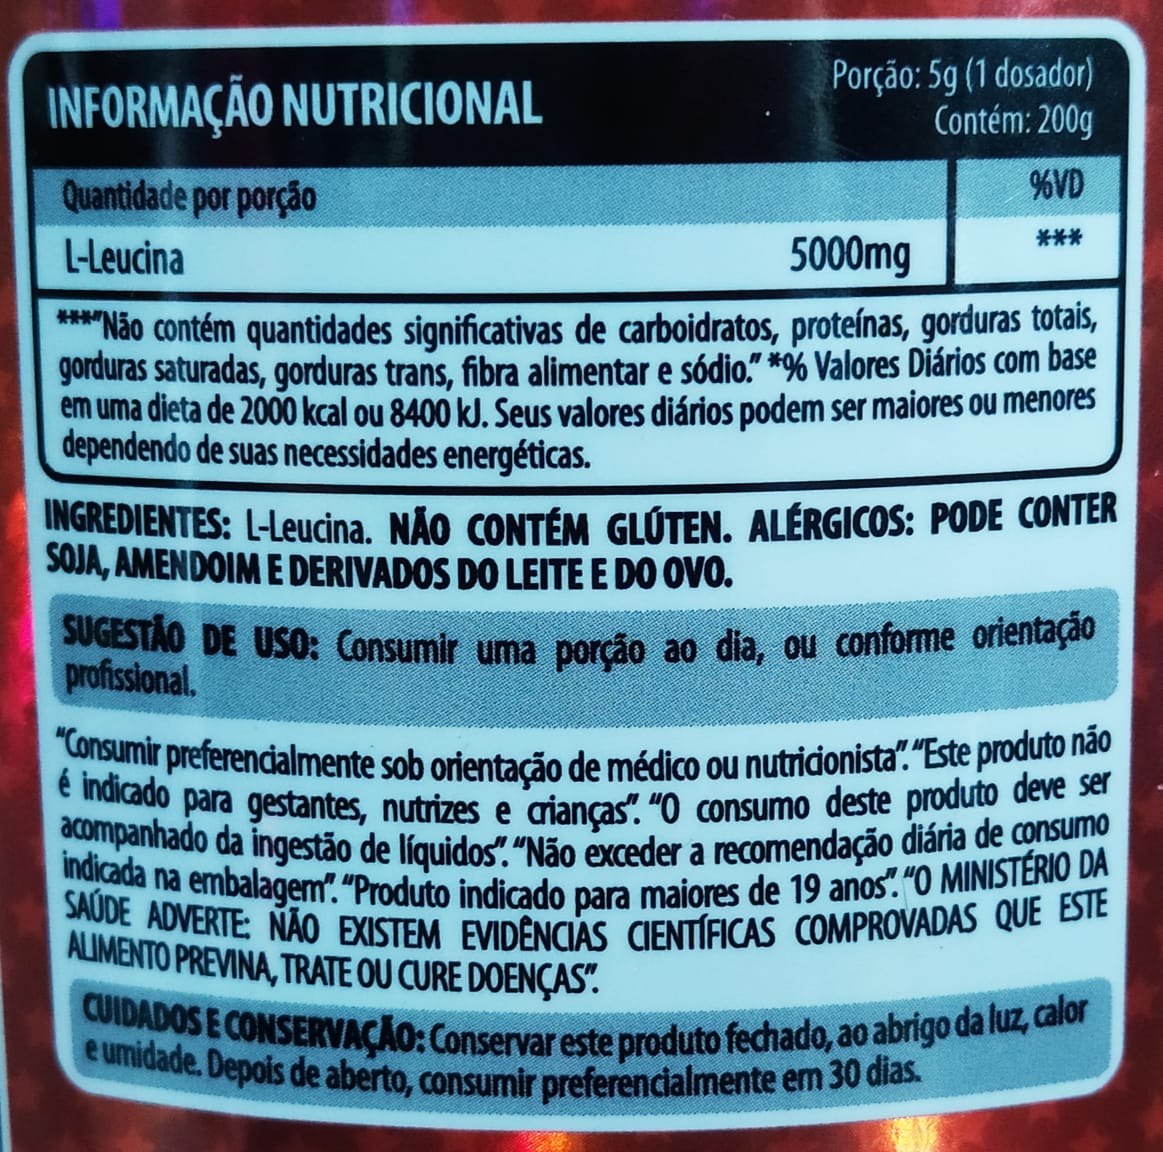 INFORMAÇÃO NUTRICIONAL
Porção: 5g (1 dosador)
Contém: 200g
Quantidade por porção
%VD
L-Leucina
5000mg
***
***"Não contém quantidades significativas de carboidratos, proteínas, gorduras totais,
gorduras saturadas, gorduras trans, fibra alimentar e sódio." *% Valores Diários com base
em uma dieta de 2000 kcal ou 8400 kJ. Seus valores diários podem ser maiores ou menores
dependendo de suas necessidades energéticas.
INGREDIENTES: L-Leucina. NÃO CONTÉM GLÚTEN. ALÉRGICOS: PODE CONTER
SOJA, AMENDOIM E DERIVADOS DO LEITE E DO OVO.
SUGESTÃO DE USO: Consumir uma porção ao dia, ou conforme orientação
profissional.
"Consumir preferencialmente sob orientação de médico ou nutricionista". "Este produto não
é indicado para gestantes, nutrizes e crianças". "O consumo deste produto deve ser
acompanhado da ingestão de líquidos". "Não exceder a recomendação diária de consumo
indicada na embalagem". "Produto indicado para maiores de 19 anos". "O MINISTÉRIO DA
SAÚDE ADVERTE: NÃO EXISTEM EVIDÊNCIAS CIENTÍFICAS COMPROVADAS QUE ESTE
ALIMENTO PREVINA, TRATE OU CURE DOENÇAS".
CUIDADOS E CONSERVAÇÃO: Conservar este produto fechado, ao abrigo da luz, calor
e umidade. Depois de aberto, consumir preferencialmente em 30 dias.